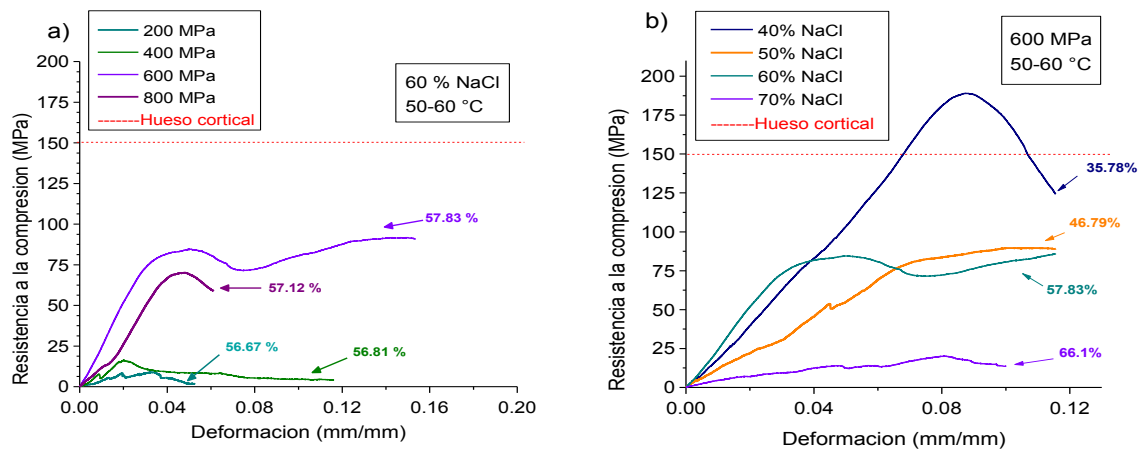 a)
200 MPa
400 MPa
600 MPa
800 MPa
Hueso cortical
60 % NaCl
50-60 °C
Resistencia a la compresion (MPa)
200
175
150
125
100
75
50
25
0
57.83 %
57.12 %
56.67 %
56.81 %
0.00
0.04
0.08
0.12
0.16
0.20
Deformacion (mm/mm)
b)
40% NaCl
50% NaCl
60% NaCl
70% NaCl
Hueso cortical
600 MPa
50-60 °C
Resistencia a la compresion (MPa)
200
175
150
125
100
75
50
25
0
35.78%
46.79%
57.83%
66.1%
0.00
0.04
0.08
0.12
Deformacion (mm/mm)